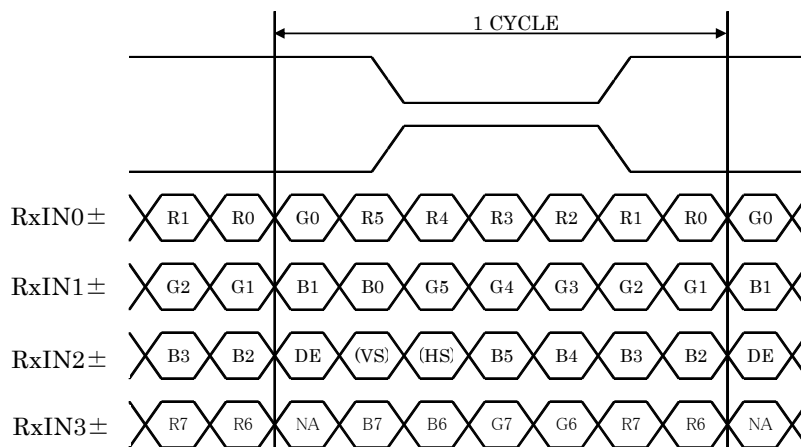 1 CYCLE
RxIN0± R1 R0 G0 R5 R4 R3 R2 R1 R0 G0
RxIN1± G2 G1 B1 B0 G5 G4 G3 G2 G1 B1
RxIN2± B3 B2 DE (VS) (HS) B5 B4 B3 B2 DE
RxIN3± R7 R6 NA B7 B6 G7 G6 R7 R6 NA